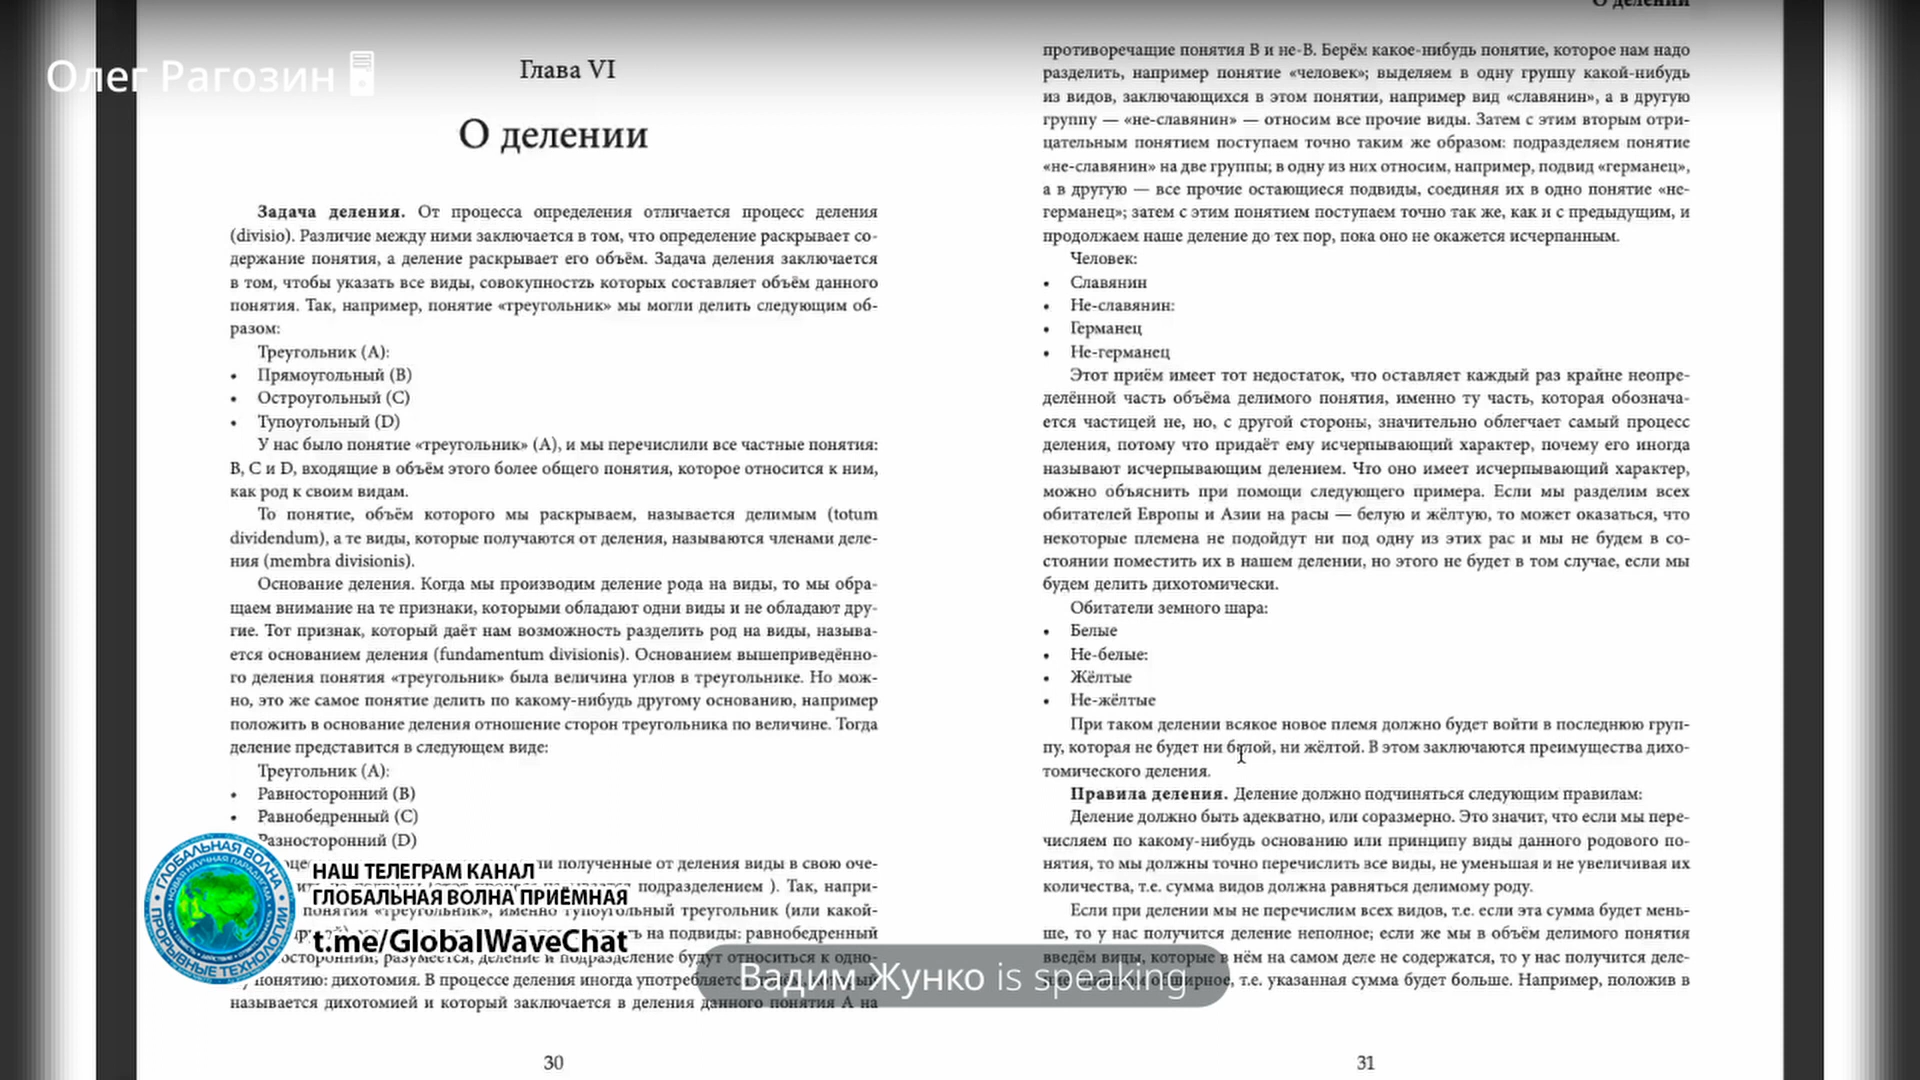 О делении
Олег Рагозин
Глава VI
О делении
Задача деления. От процесса определения отличается процесс деления
(divisio). Различие между ними заключается в том, что определение раскрывает со-
держание понятия, а деление раскрывает его объём. Задача деления заключается
в том, чтобы указать все виды, совокупностzь которых составляет объём данного
понятия. Так, например, понятие «треугольник» мы могли делить следующим об-
разом:
Треугольник (А):
• Прямоугольный (В)
• Остроугольный (С)
• Тупоугольный (D)
У нас было понятие «треугольник» (А), и мы перечислили все частные понятия:
В, С и D, входящие в объём этого более общего понятия, которое относится к ним,
как род к своим видам.
То понятие, объём которого мы раскрываем, называется делимым (totum
dividendum), а те виды, которые получаются от деления, называются членами деле-
ния (membra divisionis).
Основание деления. Когда мы производим деление рода на виды, то мы обра-
щаем внимание на те признаки, которыми обладают одни виды и не обладают дру-
гие. Тот признак, который даёт нам возможность разделить род на виды, называ-
ется основанием деления (fundamentum divisionis). Основанием вышеприведённо-
го деления понятия «треугольник» была величина углов в треугольнике. Но мож-
но, это же самое понятие делить по какому-нибудь другому основанию, например
положить в основание деления отношение сторон треугольника по величине. Тогда
деление представится в следующем виде:
Треугольник (А):
• Равносторонний (В)
• Равнобедренный (С)
Разносторонний (D)
ли полученные от деления виды в свою оче-
подразделением ). Так, напри-
понятия «треугольник», именно тупоугольный треугольник (или какой-
на подвиды: равнобедренный
разумеется, деление и подразделение будут относиться к одно-
понятию: дихотомия. В процессе деления иногда употребляется
называется дихотомией и который заключается в деления данного понятия А на
30
противоречащие понятия В и не-В. Берём какое-нибудь понятие, которое нам надо
разделить, например понятие «человек»; выделяем в одну группу какой-нибудь
из видов, заключающихся в этом понятии, например вид «славянин», а в другую
группу — «не-славянин» — относим все прочие виды. Затем с этим вторым отри-
цательным понятием поступаем точно таким же образом: подразделяем понятие
«не-славянин» на две группы; в одну из них относим, например, подвид «германец»,
а в другую — все прочие остающиеся подвиды, соединяя их в одно понятие «не-
германец»; затем с этим понятием поступаем точно так же, как и с предыдущим, и
продолжаем наше деление до тех пор, пока оно не окажется исчерпанным.
Человек:
• Славянин
• Не-славянин:
• Германец
• Не-германец
Этот приём имеет тот недостаток, что оставляет каждый раз крайне неопре-
делённой часть объёма делимого понятия, именно ту часть, которая обознача-
ется частицей не, но, с другой стороны, значительно облегчает самый процесс
деления, потому что придаёт ему исчерпывающий характер, почему его иногда
называют исчерпывающим делением. Что оно имеет исчерпывающий характер,
можно объяснить при помощи следующего примера. Если мы разделим всех
обитателей Европы и Азии на расы — белую и жёлтую, то может оказаться, что
некоторые племена не подойдут ни под одну из этих рас и мы не будем в со-
стоянии поместить их в нашем делении, но этого не будет в том случае, если мы
будем делить дихотомически.
Обитатели земного шара:
• Белые
• Не-белые:
• Жёлтые
• Не-жёлтые
При таком делении всякое новое племя должно будет войти в последнюю груп-
пу, которая не будет ни белой, ни жёлтой. В этом заключаются преимущества дихо-
томического деления.
Правила деления. Деление должно подчиняться следующим правилам:
Деление должно быть адекватно, или соразмерно. Это значит, что если мы пере-
числяем по какому-нибудь основанию или принципу виды данного родового по-
нятия, то мы должны точно перечислить все виды, не уменьшая и не увеличивая их
количества, т.е. сумма видов должна равняться делимому роду.
Если при делении мы не перечислим всех видов, т.е. если эта сумма будет мень-
ше, то у нас получится деление неполное; если же мы в объём делимого понятия
введём виды, которые в нём на самом деле не содержатся, то у нас получится деле-
ние слишком обширное, т.е. указанная сумма будет больше. Например, положив в
31
ГЛОБАЛЬНАЯ ВОЛНА
НОВАЯ НАУЧНАЯ ПАРАДИГМА
ПРОРЫВНЫЕ ТЕХНОЛОГИИ
НАШ ТЕЛЕГРАМ КАНАЛ
ГЛОБАЛЬНАЯ ВОЛНА ПРИЁМНАЯ
t.me/GlobalWaveChat
Вадим Жунко is speaking